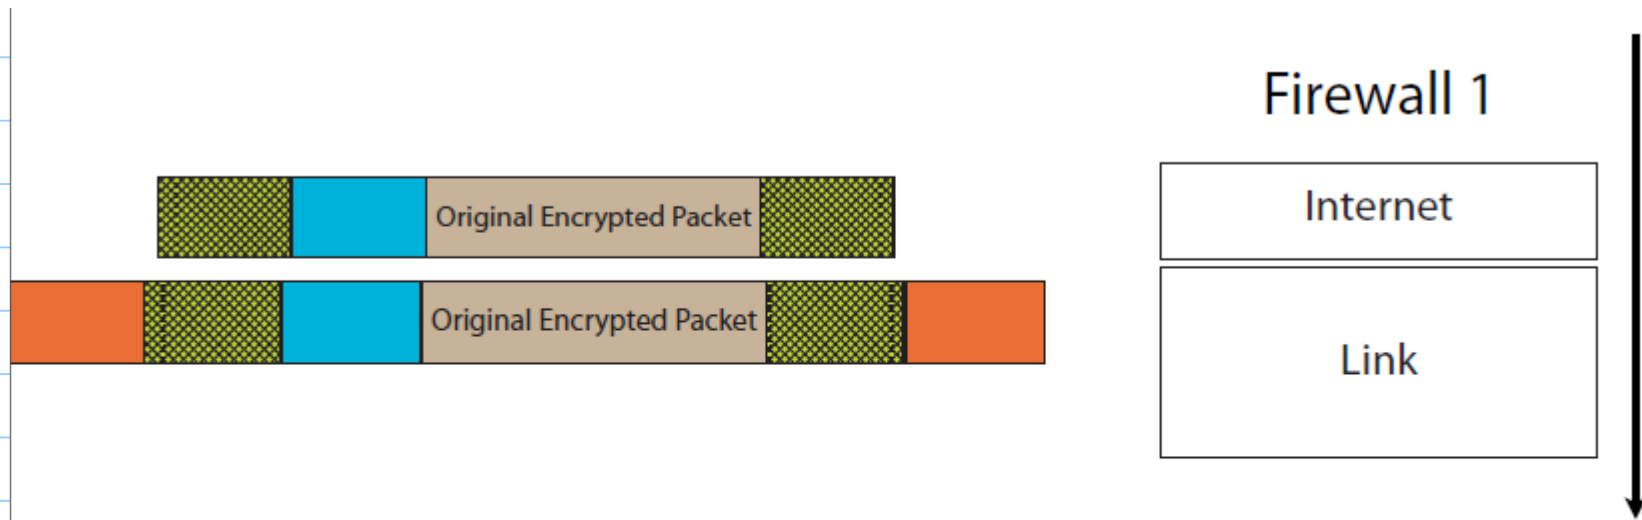 Firewall 1
Original Encrypted Packet
Internet
Original Encrypted Packet
Link